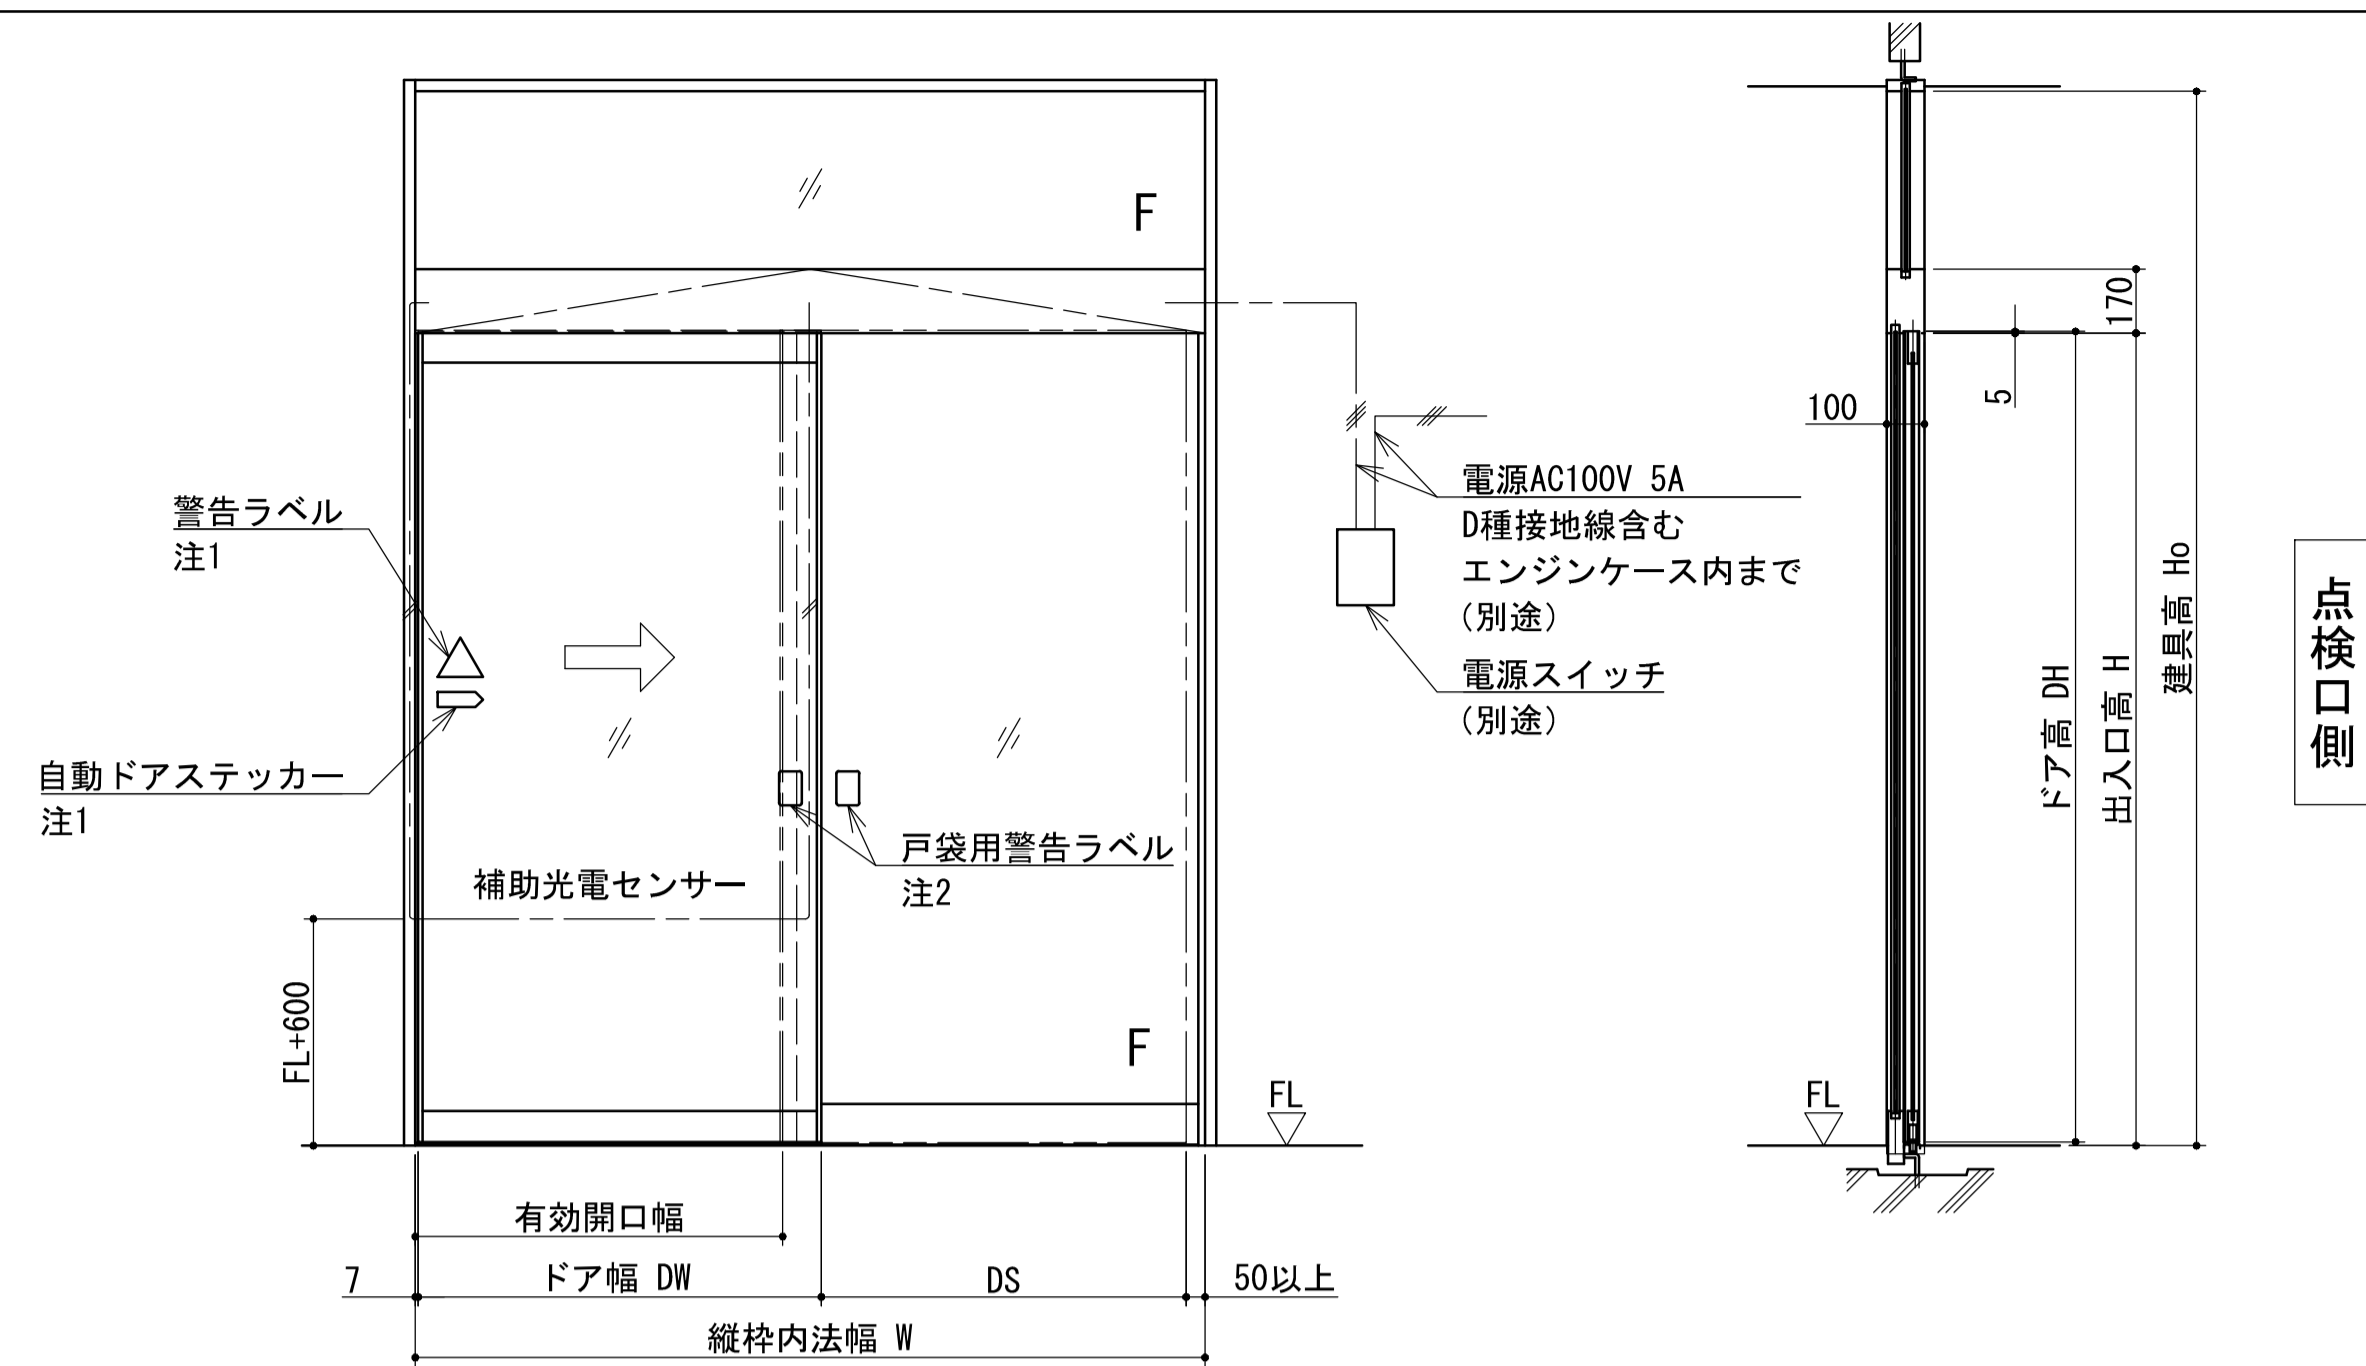 F
170
5
100
警告ラベル
注1
電源AC100V 5A
D種接地線含む
エンジンケース内まで
(別途)
電源スイッチ
(別途)
自動ドアステッカー
注1
戸袋用警告ラベル
注2
補助光電センサー
FL+600
F
FL
FL
ドア高 DH
出入口高 H
建具高 Ho
点検口側
有効開口幅
7
ドア幅 DW
DS
50以上
縦枠内法幅 W